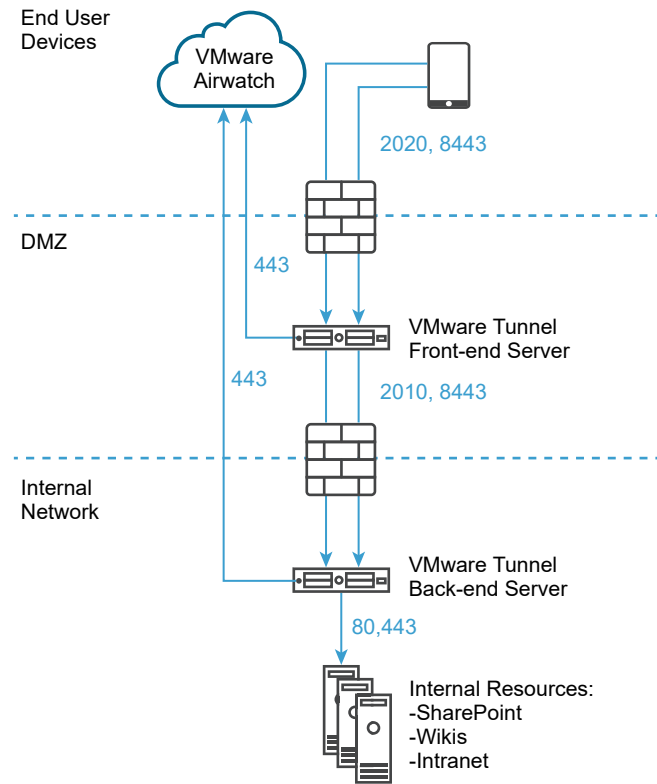 End User
Devices
VMware
Airwatch
2020, 8443
DMZ
443
VMware Tunnel
Front-end Server
443
2010, 8443
Internal
Network
VMware Tunnel
Back-end Server
80,443
Internal Resources:
-SharePoint
-Wikis
-Intranet